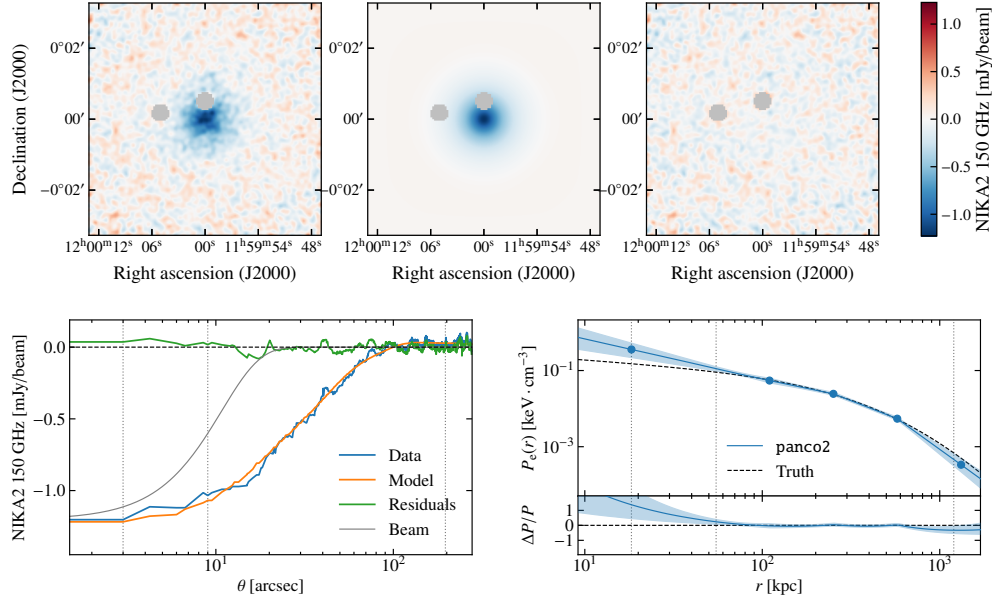 0°02′ 0°02′ 0°02′
00′ 00′ 00′
−0°02′ −0°02′ −0°02′
Declination (J2000)
12ʰ00ᵐ12ˢ 06ˢ 00ˢ 11ʰ59ᵐ54ˢ 48ˢ
12ʰ00ᵐ12ˢ 06ˢ 00ˢ 11ʰ59ᵐ54ˢ 48ˢ
12ʰ00ᵐ12ˢ 06ˢ 00ˢ 11ʰ59ᵐ54ˢ 48ˢ
Right ascension (J2000)
Right ascension (J2000)
Right ascension (J2000)
1.0
0.5
0.0
−0.5
−1.0
NIKA2 150 GHz [mJy/beam]
NIKA2 150 GHz [mJy/beam]
0.0
−0.5
−1.0
Data
Model
Residuals
Beam
10¹ 10²
θ [arcsec]
Pₑ(r) [keV · cm⁻³]
10⁻¹
10⁻³
panco2
Truth
ΔP/P
1
0
−1
10¹ 10² 10³
r [kpc]